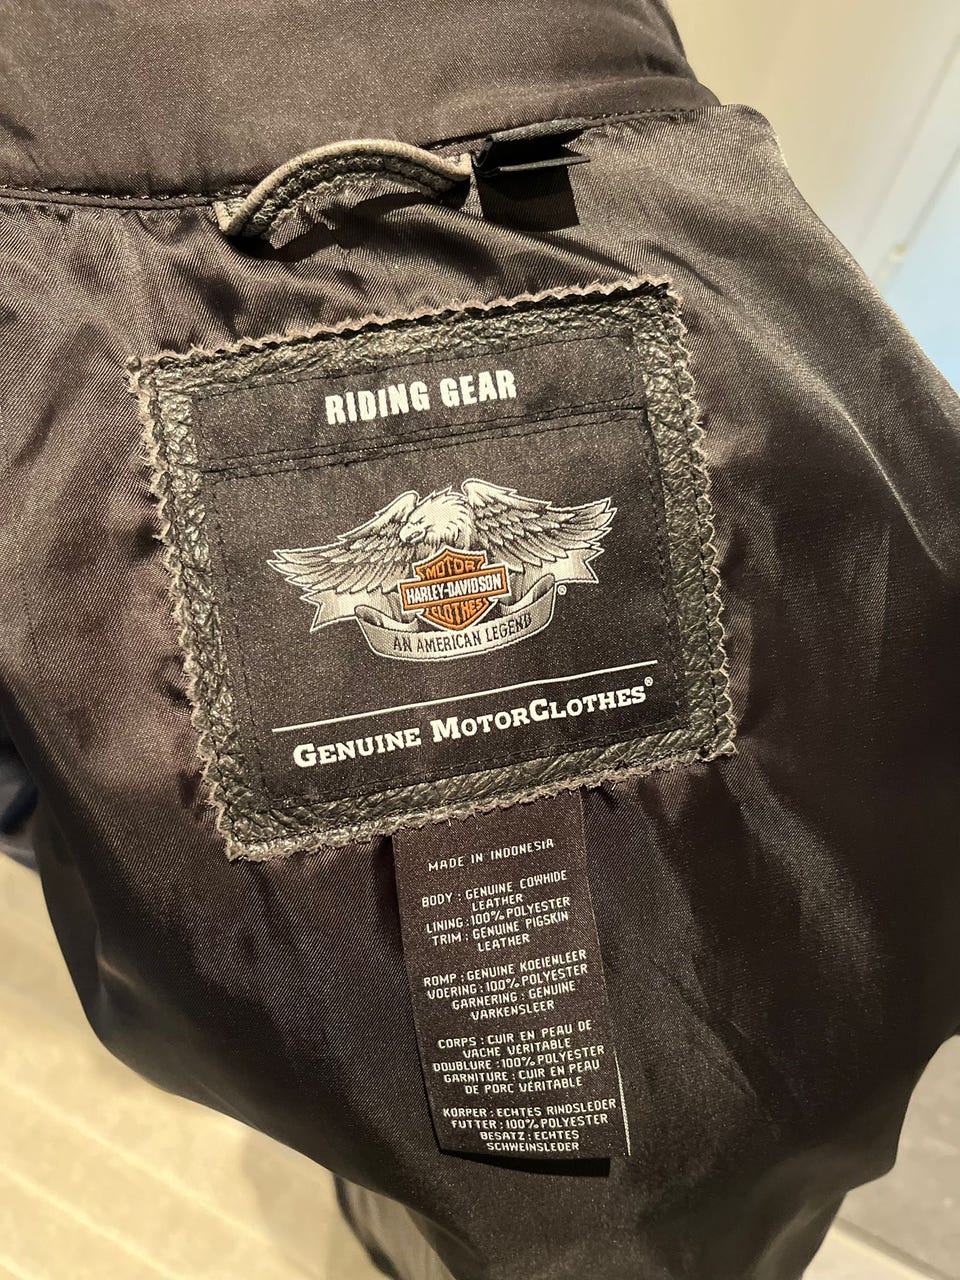 RIDING GEAR
MOTOR
HARLEY-DAVIDSON
CLOTHES
®
AN AMERICAN LEGEND
GENUINE MOTORCLOTHES®
MADE IN INDONESIA
BODY : GENUINE COWHIDE
LEATHER
LINING : 100% POLYESTER
TRIM : GENUINE PIGSKIN
LEATHER
ROMP : GENUINE KOEIENLEER
VOERING : 100% POLYESTER
GARNERING : GENUINE
VARKENSLEER
CORPS : CUIR EN PEAU DE
VACHE VÉRITABLE
DOUBLURE : 100% POLYESTER
GARNITURE : CUIR EN PEAU
DE PORC VÉRITABLE
KÖRPER : ECHTES RINDSLEDER
FUTTER : 100% POLYESTER
BESATZ : ECHTES
SCHWEINSLEDER